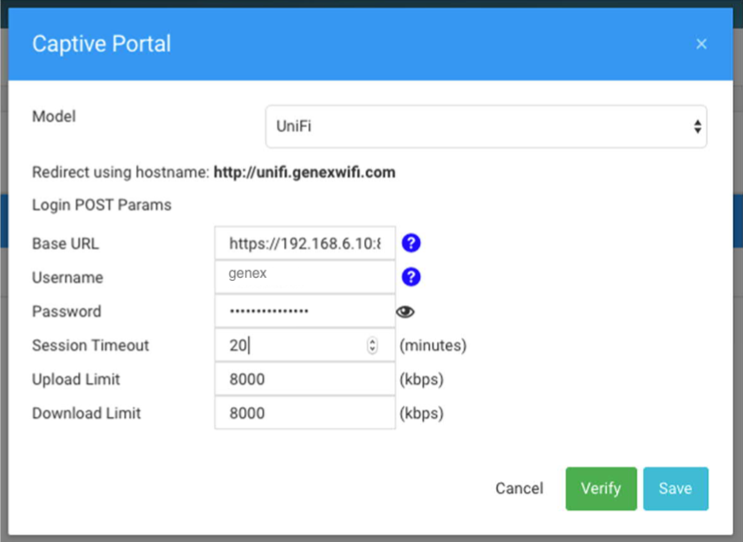 Captive Portal ×
Model UniFi
Redirect using hostname: http://unifi.genexwifi.com
Login POST Params
Base URL https://192.168.6.10: ?
Username genex ?
Password •••••••••••••••
Session Timeout 20 (minutes)
Upload Limit 8000 (kbps)
Download Limit 8000 (kbps)
Cancel Verify Save